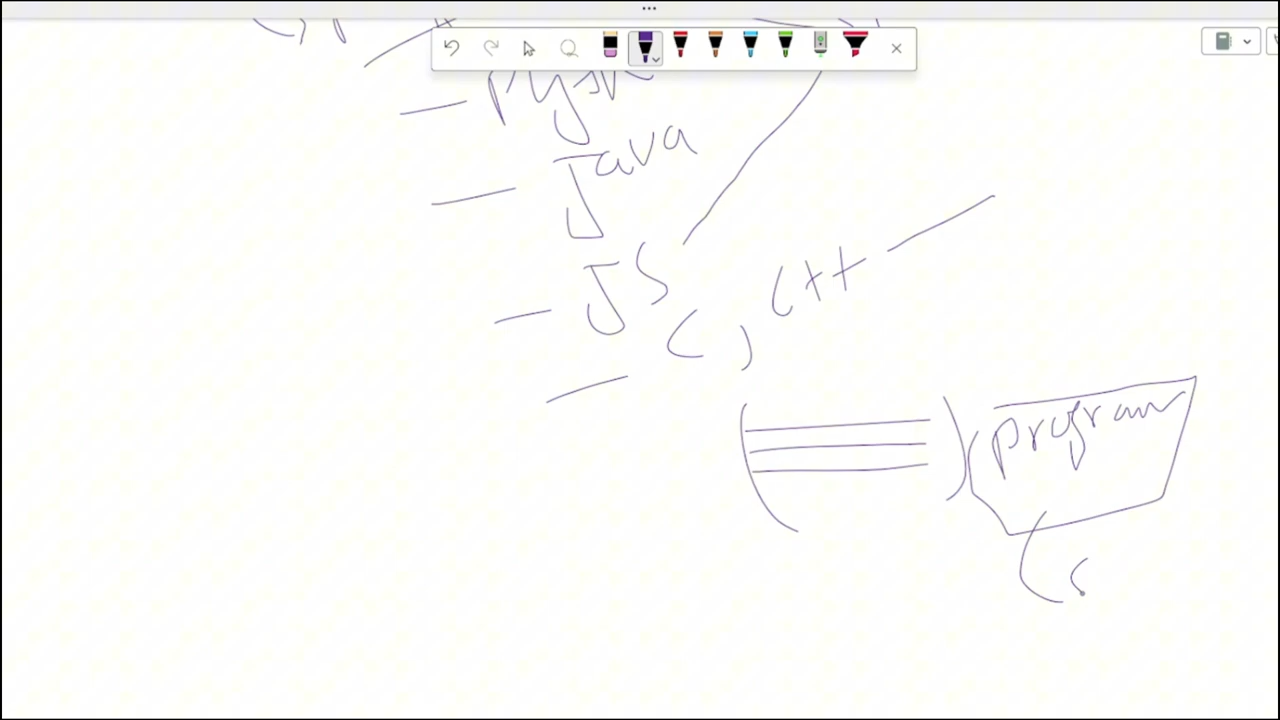 - Java
- JS
- C, C++
program